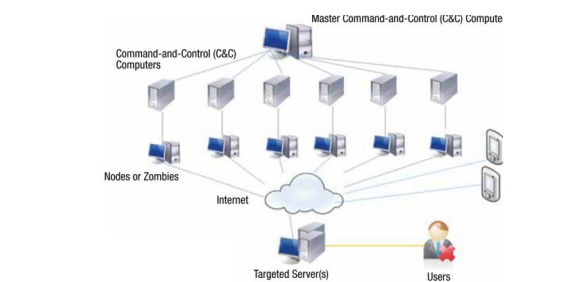 Master Command-and-Control (C&C) Compute
Command-and-Control (C&C)
Computers
Nodes or Zombies
Internet
Targeted Server(s)
Users